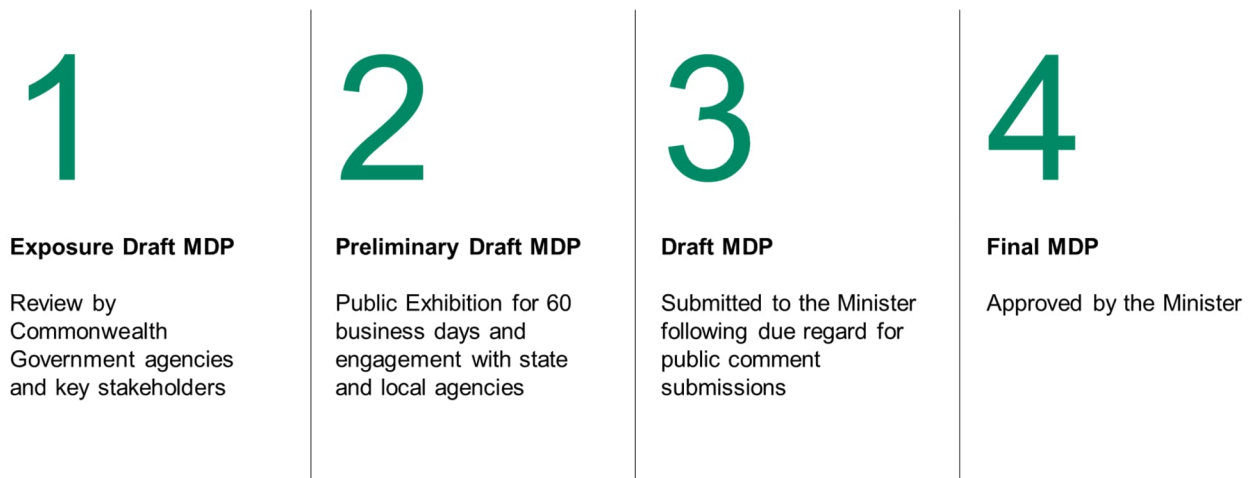 1
Exposure Draft MDP
Review by
Commonwealth
Government agencies
and key stakeholders
2
Preliminary Draft MDP
Public Exhibition for 60
business days and
engagement with state
and local agencies
3
Draft MDP
Submitted to the Minister
following due regard for
public comment
submissions
4
Final MDP
Approved by the Minister